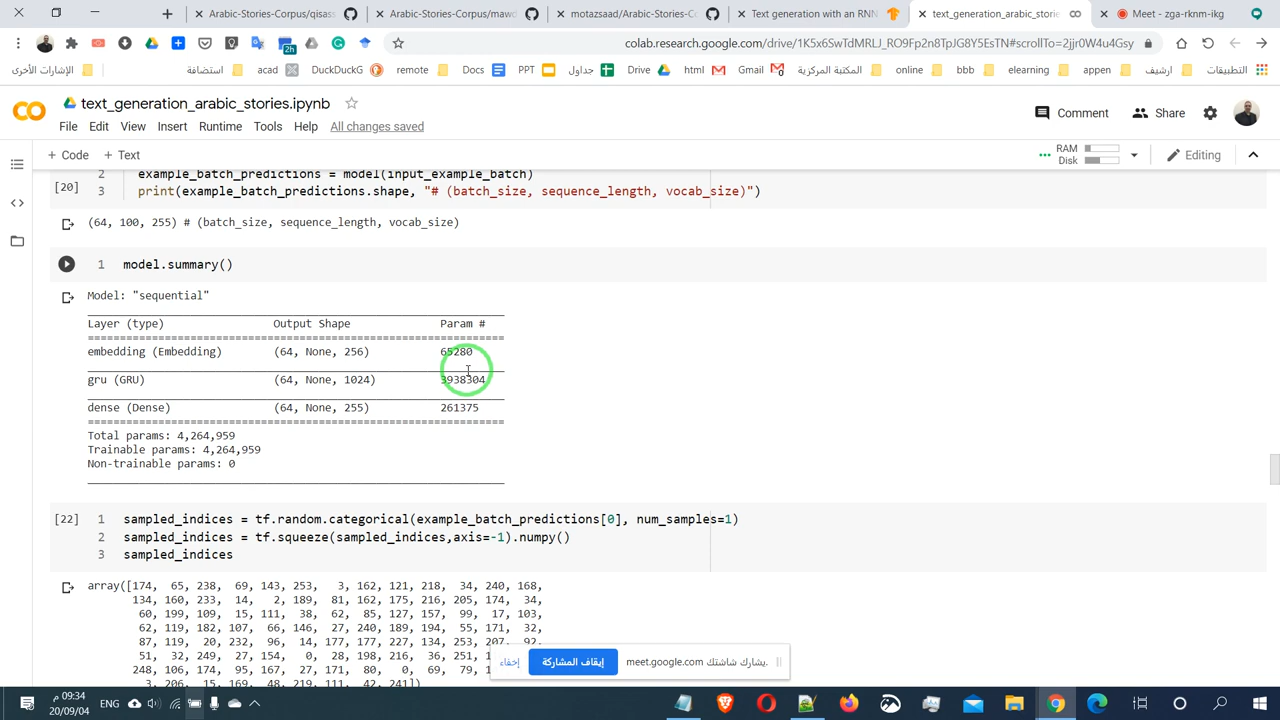 Arabic-Stories-Corpus/qisas
Arabic-Stories-Corpus/mawd
motazsaad/Arabic-Stories-Co
Text generation with an RNN
text_generation_arabic_storie
Meet - zga-rknm-ikg
2h
colab.research.google.com/drive/1K5x6SwTdMRLJ_RO9Fp2n8TpJG8Y5EeTN#scrollTo=2jjr0W4u4Gsy
الإشارات الأخرى
استضافة
acad
DuckDuckG
remote
Docs
PPT
جداول
Drive
html
Gmail
المكتبة المركزية
online
bbb
elearning
appen
ارشيف
التطبيقات
text_generation_arabic_stories.ipynb
File Edit View Insert Runtime Tools Help All changes saved
Comment Share
+ Code + Text
RAM
Disk
Editing
2 example_batch_predictions = model(input_example_batch)
[20] 3 print(example_batch_predictions.shape, "# (batch_size, sequence_length, vocab_size)")
(64, 100, 255) # (batch_size, sequence_length, vocab_size)
1 model.summary()
Model: "sequential"
Layer (type) Output Shape Param #
embedding (Embedding) (64, None, 256) 65280
gru (GRU) (64, None, 1024) 3938304
dense (Dense) (64, None, 255) 261375
Total params: 4,264,959
Trainable params: 4,264,959
Non-trainable params: 0
[22] 1 sampled_indices = tf.random.categorical(example_batch_predictions[0], num_samples=1)
2 sampled_indices = tf.squeeze(sampled_indices,axis=-1).numpy()
3 sampled_indices
array([174, 65, 238, 69, 143, 253, 3, 162, 121, 218, 34, 240, 168,
134, 160, 233, 14, 2, 189, 81, 162, 175, 216, 205, 174, 34,
60, 199, 109, 15, 111, 38, 62, 85, 127, 157, 99, 17, 103,
62, 119, 182, 107, 66, 146, 27, 240, 189, 194, 55, 171, 32,
87, 119, 20, 232, 96, 14, 177, 177, 227, 134, 253, 207, 92,
51, 32, 249, 27, 154, 0, 28, 198, 216, 36, 251,
248, 106, 174, 95, 167, 27, 171, 80, 0, 69, 79,
3, 206, 15, 169, 48, 219, 111, 42, 241])
meet.google.com يشارك شاشتك.
إيقاف المشاركة
إخفاء
09:34 م
20/09/04
ENG